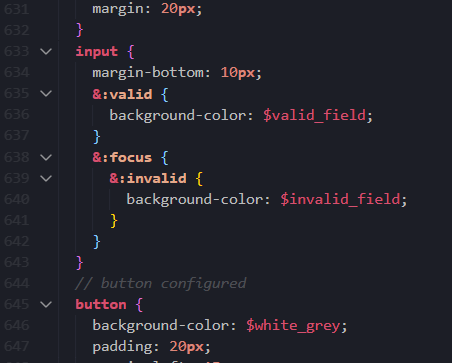 631 margin: 20px;
632 }
633 input {
634 margin-bottom: 10px;
635 &:valid {
636 background-color: $valid_field;
637 }
638 &:focus {
639 &:invalid {
640 background-color: $invalid_field;
641 }
642 }
643 }
644 // button configured
645 button {
646 background-color: $white_grey;
647 padding: 20px;